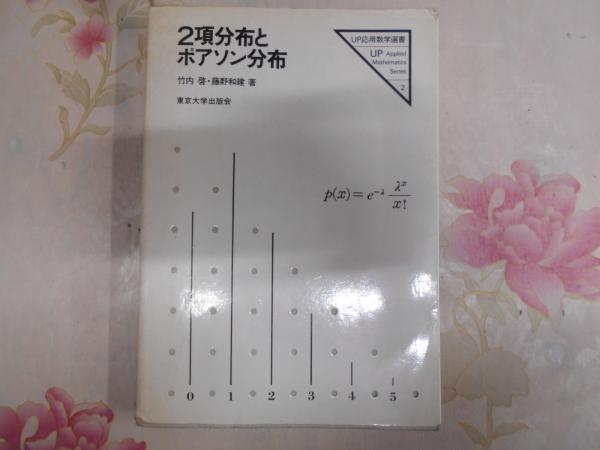 2項分布と
ポアソン分布
竹内 啓・藤野和建 著
東京大学出版会
UP応用数学選書
UP Applied
Mathematics
Series
2
p(x)=e^{-λ} λ^x/x!
0 1 2 3 4 5